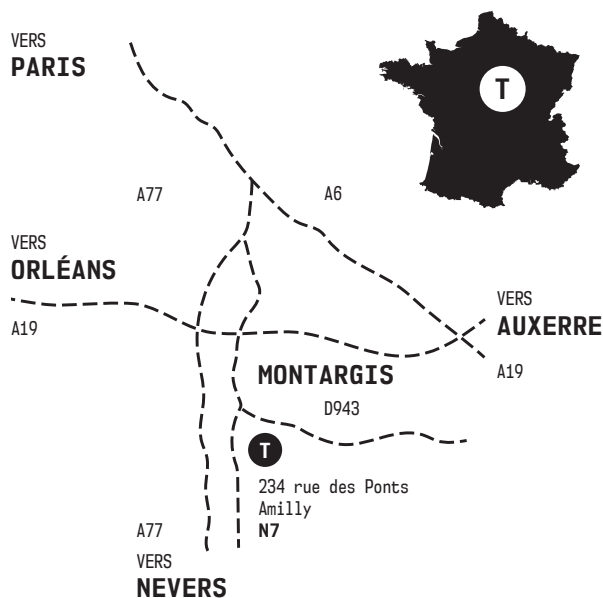 VERS
PARIS
T
A77
A6
VERS
ORLÉANS
A19
VERS
AUXERRE
A19
MONTARGIS
D943
T
234 rue des Ponts
Amilly
N7
A77
VERS
NEVERS